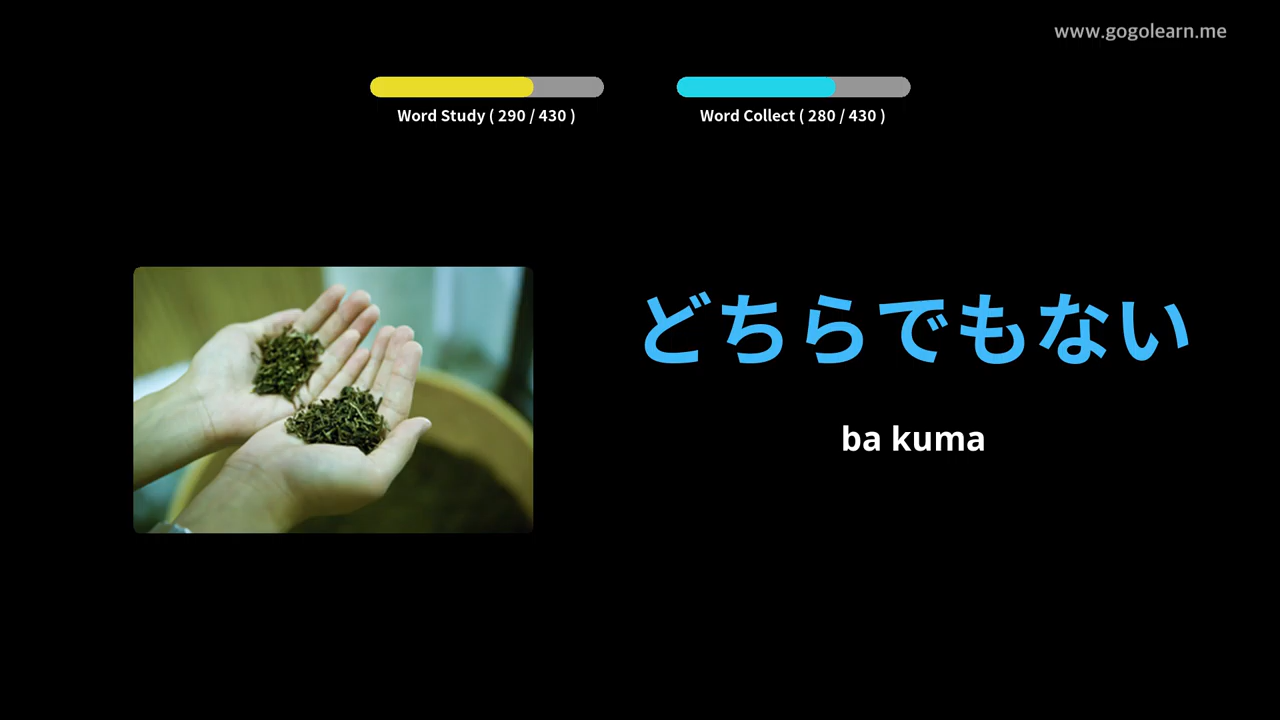 www.gogolearn.me
Word Study ( 290 / 430 )
Word Collect ( 280 / 430 )
どちらでもない
ba kuma